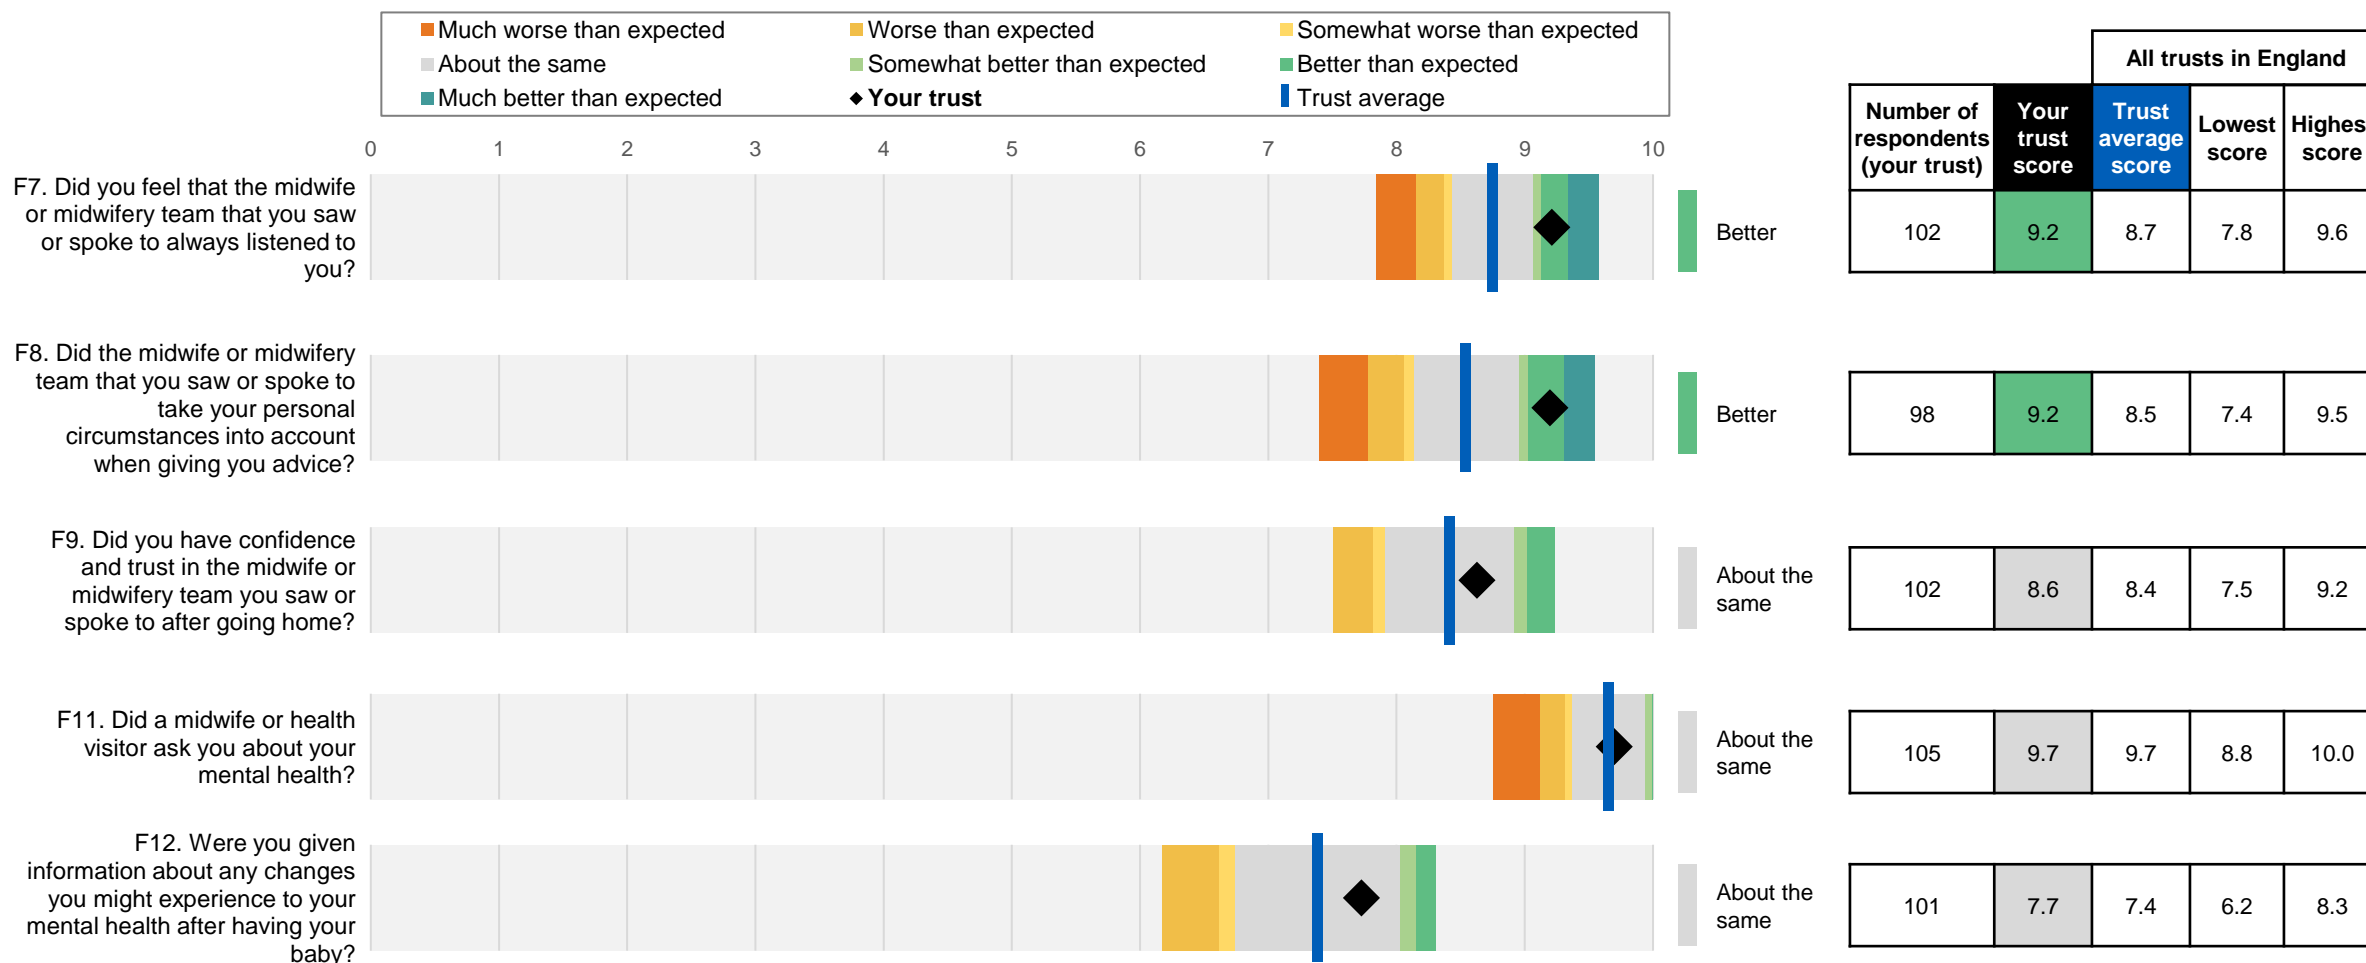 Much worse than expected
Worse than expected
Somewhat worse than expected
About the same
Somewhat better than expected
Better than expected
Much better than expected
Your trust
Trust average
All trusts in England
Number of
respondents
(your trust)
Your
trust
score
Trust
average
score
Lowest
score
Highes
score
0 1 2 3 4 5 6 7 8 9 10
F7. Did you feel that the midwife
or midwifery team that you saw
or spoke to always listened to
you?
Better
102 9.2 8.7 7.8 9.6
F8. Did the midwife or midwifery
team that you saw or spoke to
take your personal
circumstances into account
when giving you advice?
Better
98 9.2 8.5 7.4 9.5
F9. Did you have confidence
and trust in the midwife or
midwifery team you saw or
spoke to after going home?
About the
same
102 8.6 8.4 7.5 9.2
F11. Did a midwife or health
visitor ask you about your
mental health?
About the
same
105 9.7 9.7 8.8 10.0
F12. Were you given
information about any changes
you might experience to your
mental health after having your
baby?
About the
same
101 7.7 7.4 6.2 8.3